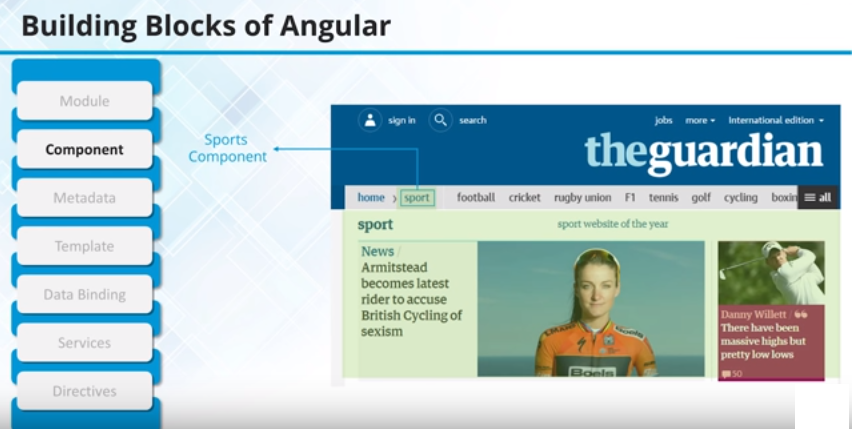 Building Blocks of Angular
Module
Component
Metadata
Template
Data Binding
Services
Directives
Sports
Component
sign in
search
jobs
more
International edition
theguardian
home
sport
football
cricket
rugby union
F1
tennis
golf
cycling
boxin
all
sport
sport website of the year
News /
Armitstead
becomes latest
rider to accuse
British Cycling of
sexism
Boels
Danny Willett /
There have been
massive highs but
pretty low lows
50